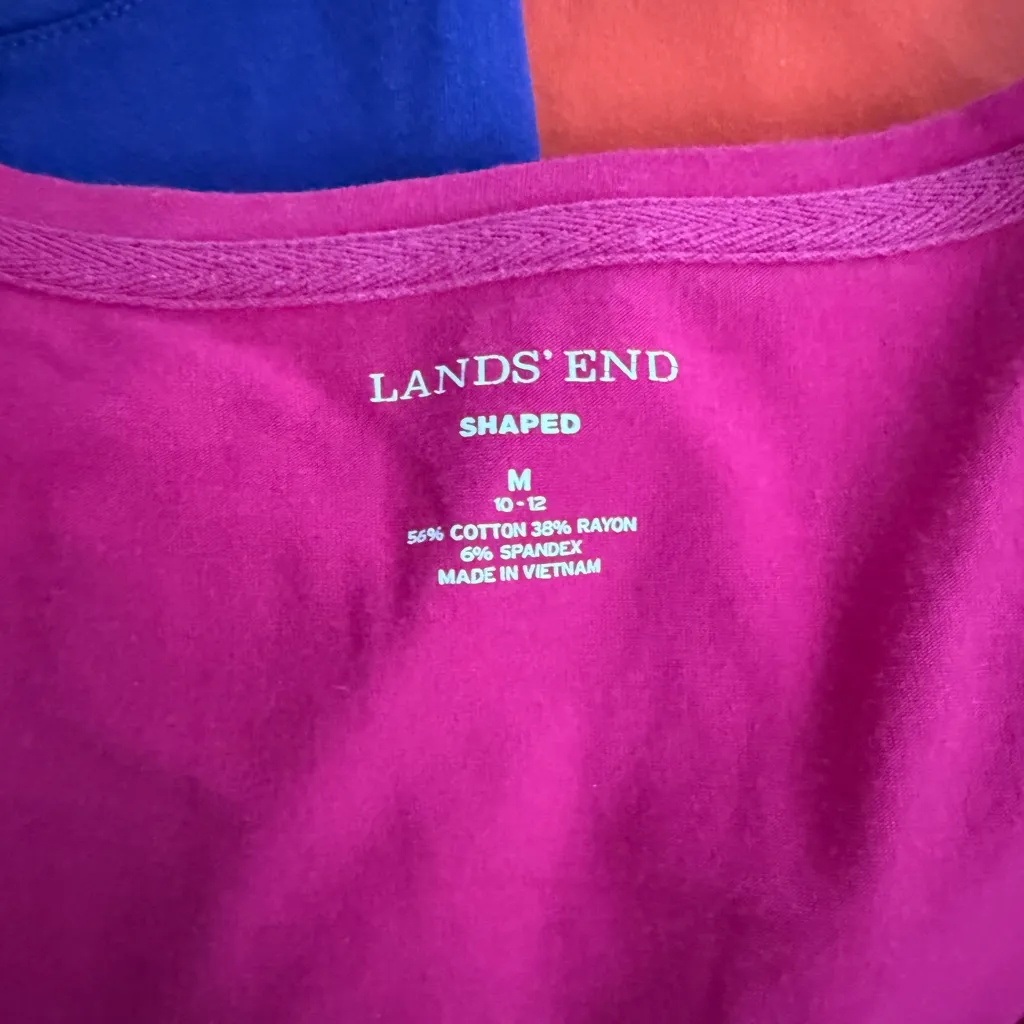 LANDS' END
SHAPED
M
10-12
56% COTTON 38% RAYON
6% SPANDEX
MADE IN VIETNAM